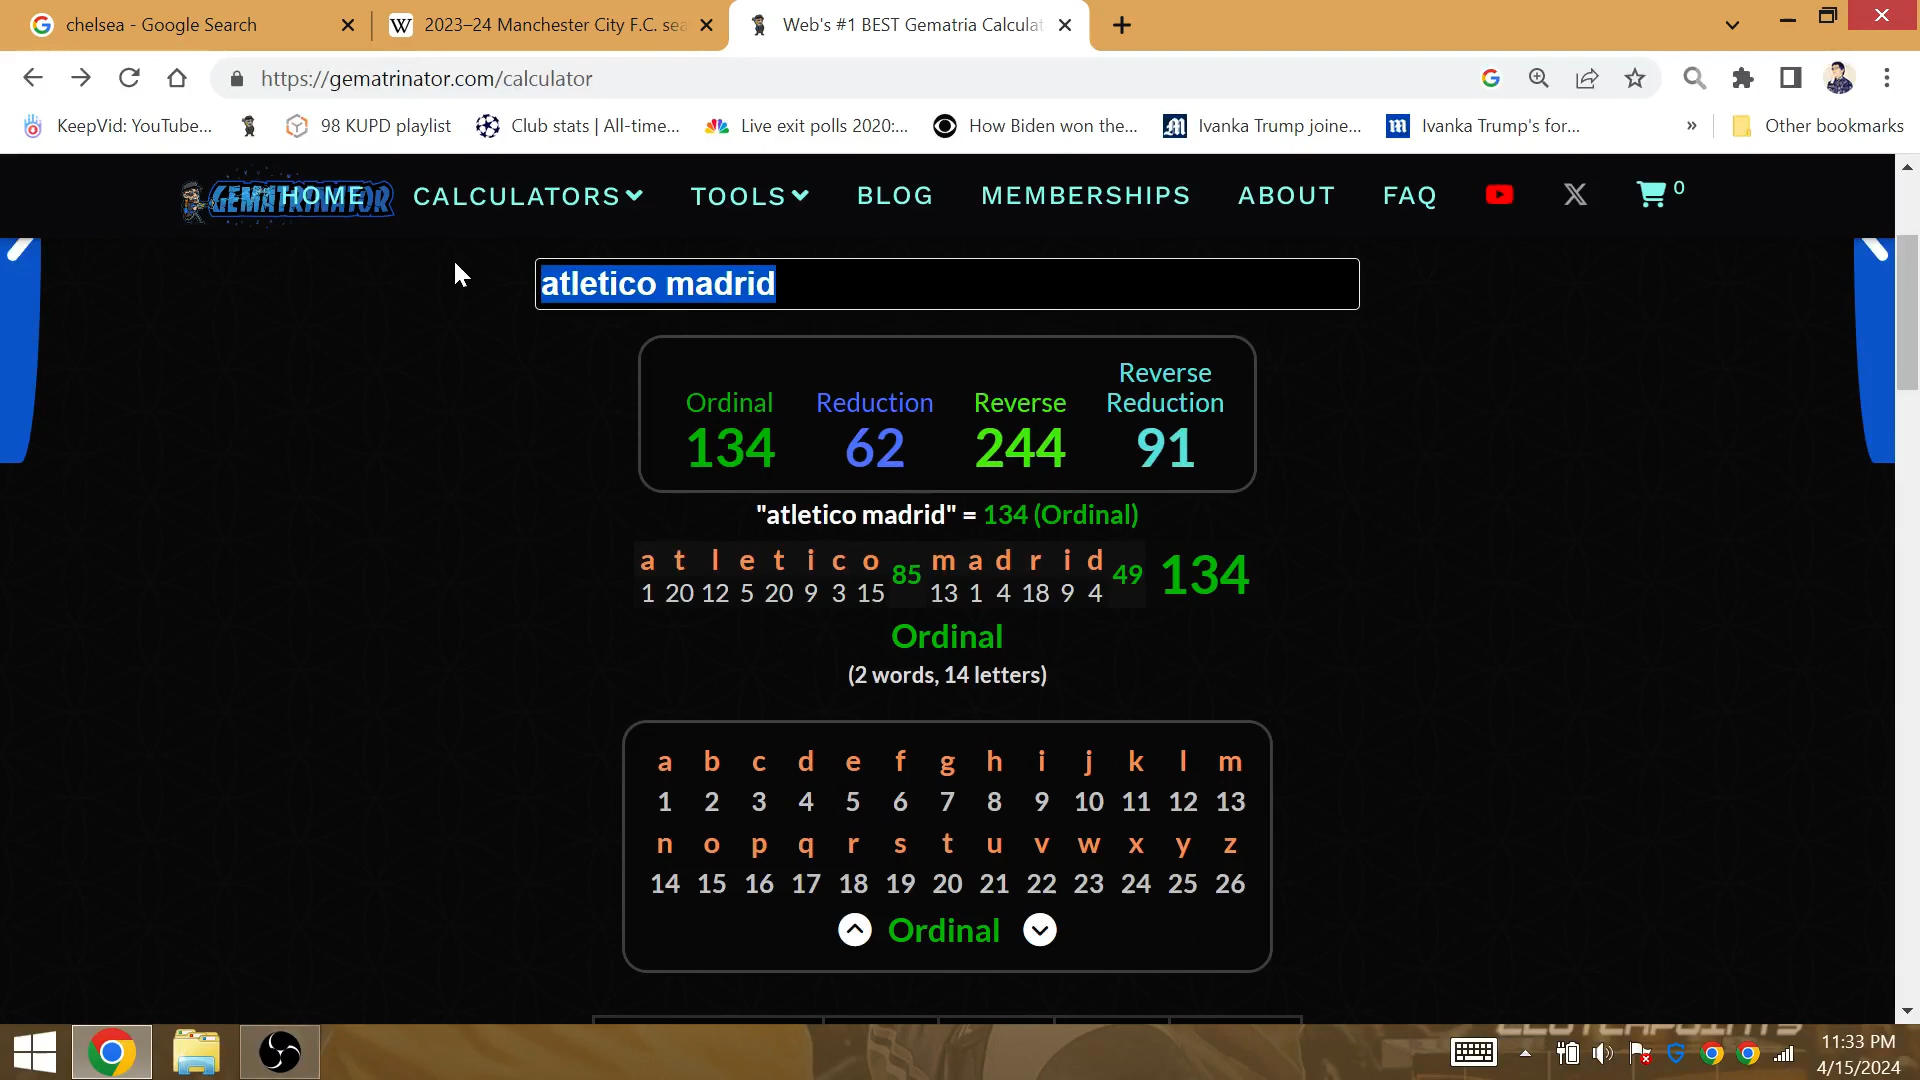 chelsea - Google Search
2023–24 Manchester City F.C. sea
Web's #1 BEST Gematria Calculat
https://gematrinator.com/calculator
KeepVid: YouTube...
98 KUPD playlist
Club stats | All-time...
Live exit polls 2020:...
How Biden won the...
Ivanka Trump joine...
Ivanka Trump's for...
»
Other bookmarks
GEMATRINATOR
HOME
CALCULATORS
TOOLS
BLOG
MEMBERSHIPS
ABOUT
FAQ
0
atletico madrid
Ordinal Reduction Reverse Reverse Reduction
134 62 244 91
"atletico madrid" = 134 (Ordinal)
a t l e t i c o 85 m a d r i d 49 134
1 20 12 5 20 9 3 15 13 1 4 18 9 4
Ordinal
(2 words, 14 letters)
a b c d e f g h i j k l m
1 2 3 4 5 6 7 8 9 10 11 12 13
n o p q r s t u v w x y z
14 15 16 17 18 19 20 21 22 23 24 25 26
Ordinal
CLUTCHPOINTS
11:33 PM
4/15/2024